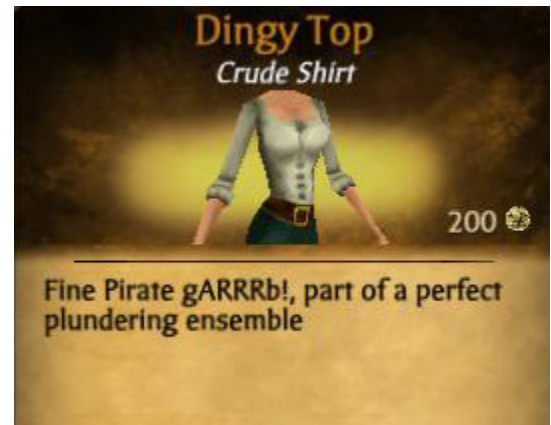 Dingy Top
Crude Shirt
200
Fine Pirate gARRRb!, part of a perfect
plundering ensemble